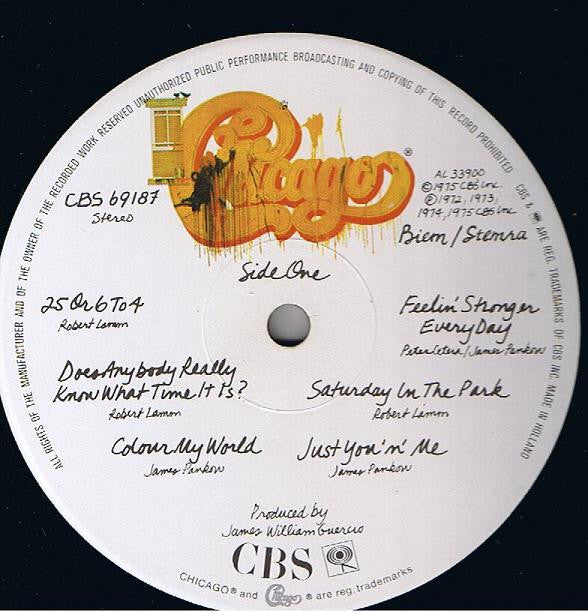 ALL RIGHTS OF THE MANUFACTURER AND OF THE OWNER OF THE RECORDED WORK RESERVED UNAUTHORIZED PUBLIC PERFORMANCE BROADCASTING AND COPYING OF THIS RECORD PROHIBITED
CBS & ARE REG. TRADEMARKS OF CBS INC. MADE IN HOLLAND
Chicago®
CBS 69187
Stereo
AL 33900
©1975 CBS Inc.
℗1972, 1973,
1974, 1975 CBS Inc.
Biem/Stemra
Side One
25 Or 6 To 4
Robert Lamm
Does Anybody Really
Know What Time It Is?
Robert Lamm
Colour My World
James Pankow
Feelin' Stronger
Every Day
Peter Cetera/James Pankow
Saturday In The Park
Robert Lamm
Just You 'n' Me
James Pankow
Produced by
James William Guercio
CBS
CHICAGO® and Chicago ® are reg. trademarks